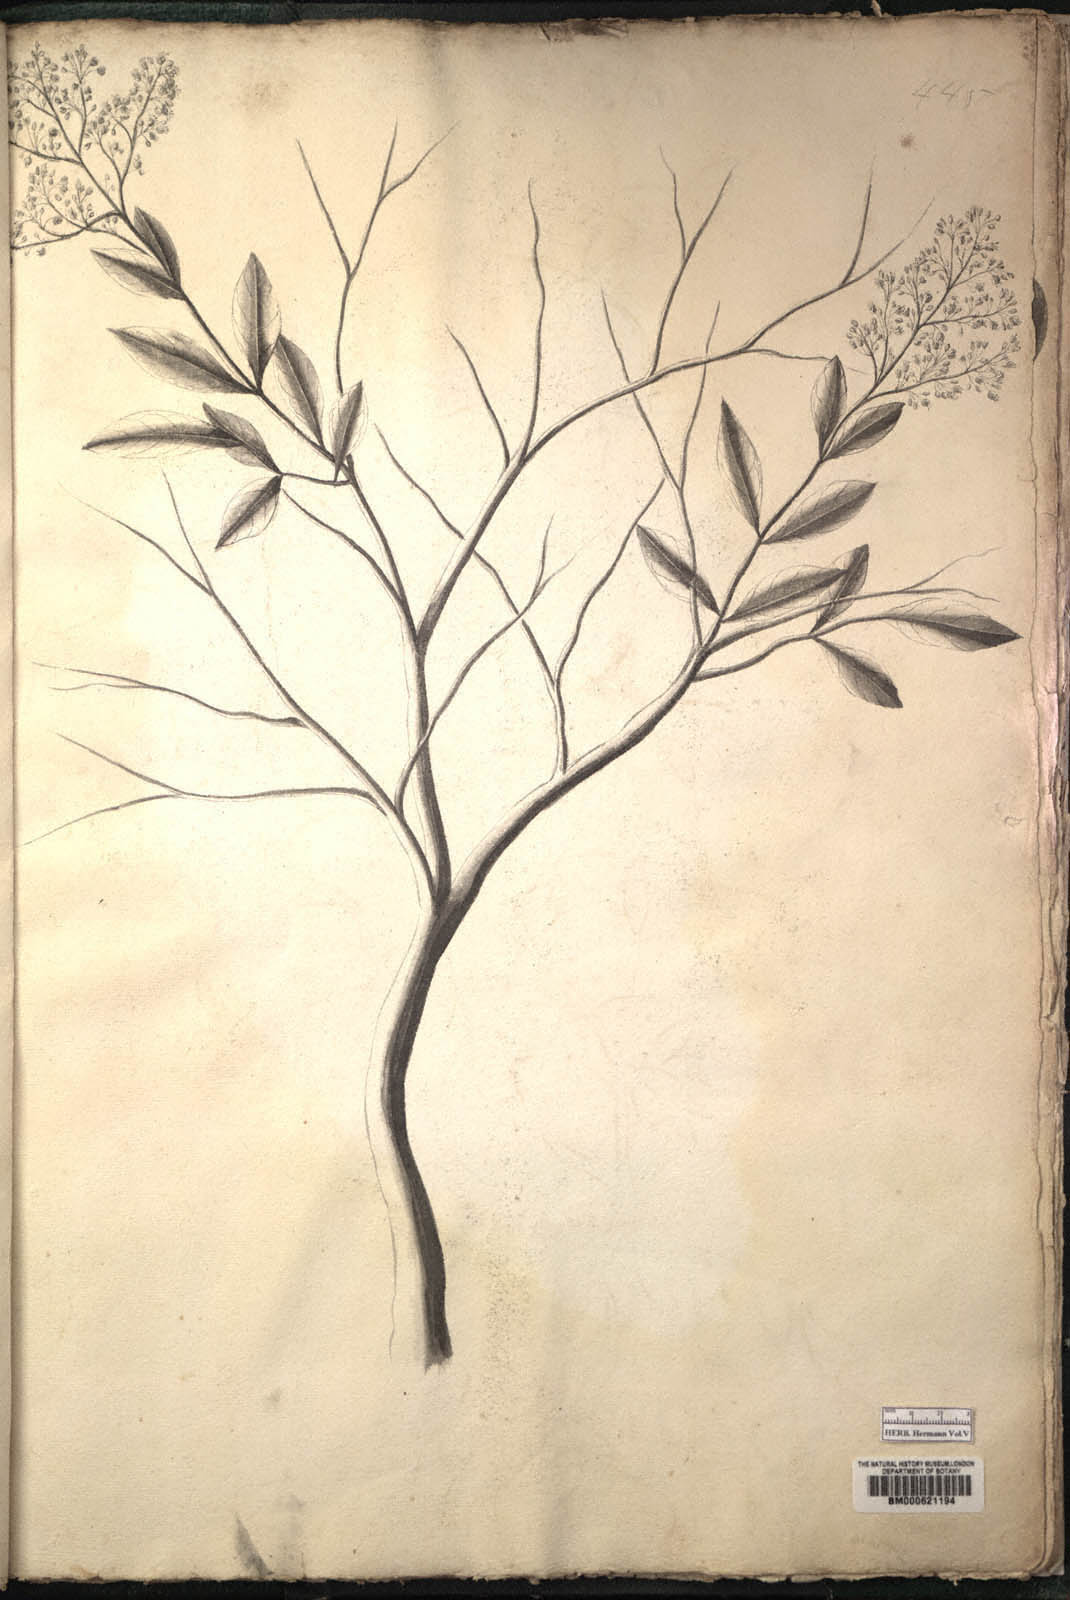 445
HERB. Hermann Vol.V
THE NATURAL HISTORY MUSEUM,LONDON
DEPARTMENT OF BOTANY
BM000621194